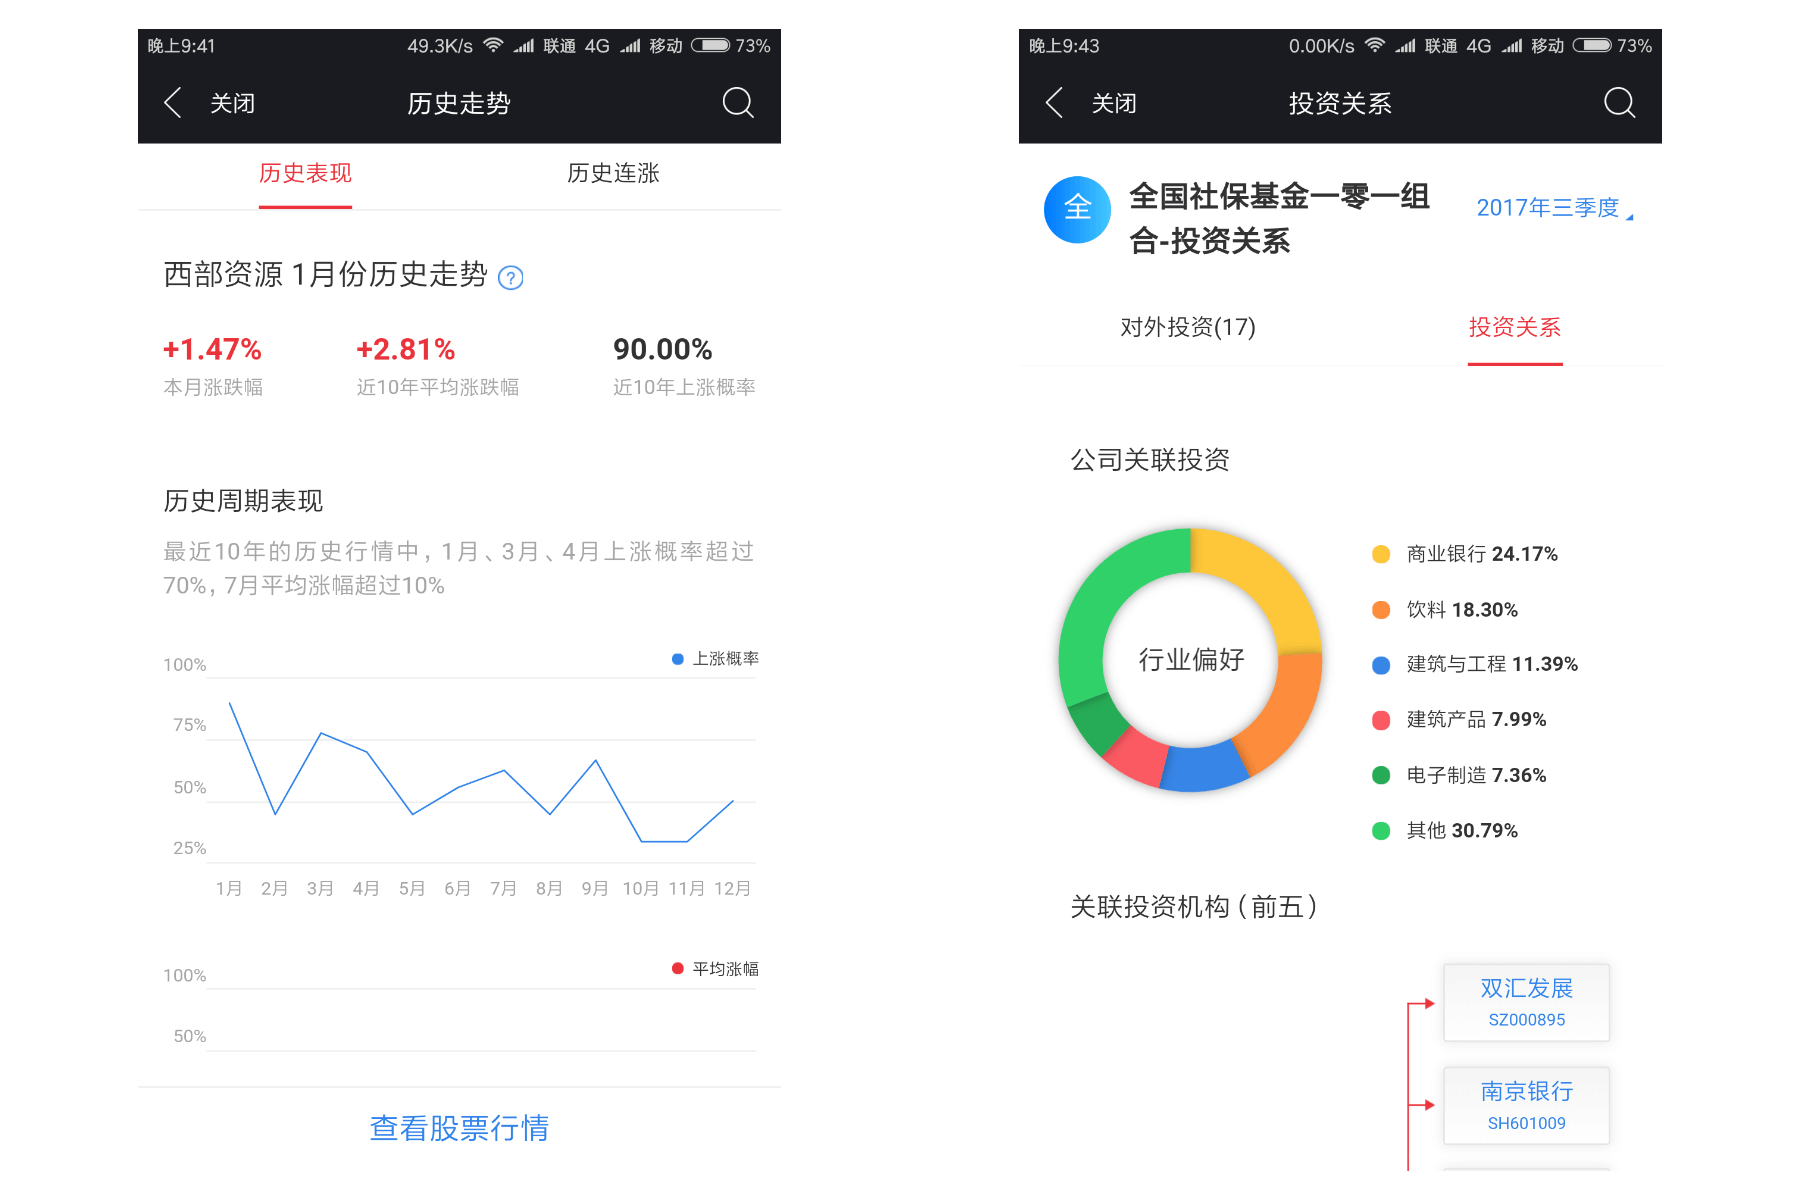 晚上9:41
49.3K/s 联通 4G 移动 73%
关闭
历史走势
历史表现
历史连涨
西部资源 1月份历史走势 ?
+1.47%
本月涨跌幅
+2.81%
近10年平均涨跌幅
90.00%
近10年上涨概率
历史周期表现
最近10年的历史行情中，1月、3月、4月上涨概率超过
70%，7月平均涨幅超过10%
上涨概率
100%
75%
50%
25%
1月 2月 3月 4月 5月 6月 7月 8月 9月 10月 11月 12月
平均涨幅
100%
50%
查看股票行情
晚上9:43
0.00K/s 联通 4G 移动 73%
关闭
投资关系
全
全国社保基金一零一组
合-投资关系
2017年三季度
对外投资(17)
投资关系
公司关联投资
行业偏好
商业银行 24.17%
饮料 18.30%
建筑与工程 11.39%
建筑产品 7.99%
电子制造 7.36%
其他 30.79%
关联投资机构（前五）
双汇发展
SZ000895
南京银行
SH601009